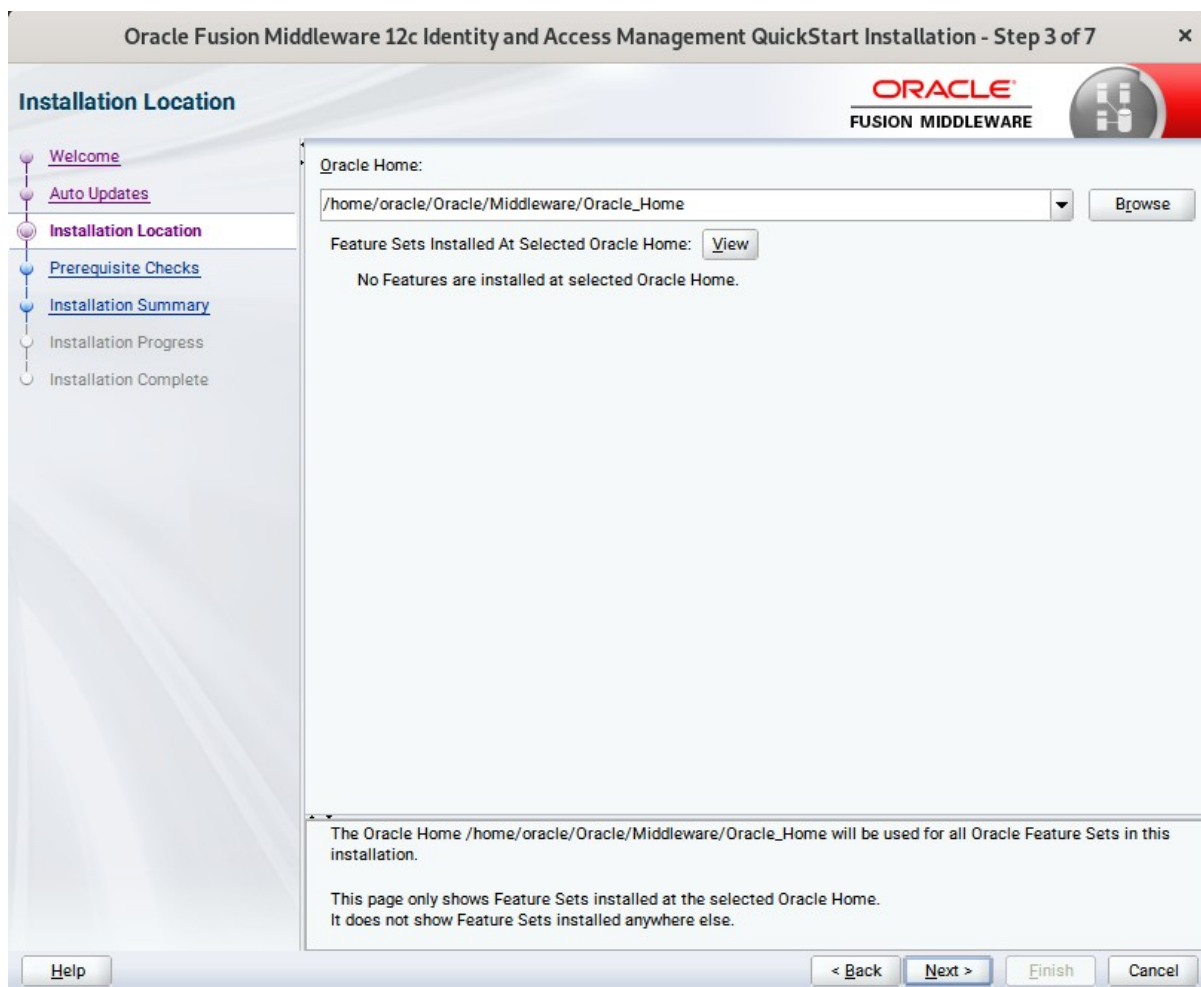 Oracle Fusion Middleware 12c Identity and Access Management QuickStart Installation - Step 3 of 7
Installation Location
ORACLE
FUSION MIDDLEWARE
Welcome
Auto Updates
Installation Location
Prerequisite Checks
Installation Summary
Installation Progress
Installation Complete
Oracle Home:
/home/oracle/Oracle/Middleware/Oracle_Home
Browse
Feature Sets Installed At Selected Oracle Home: View
No Features are installed at selected Oracle Home.
The Oracle Home /home/oracle/Oracle/Middleware/Oracle_Home will be used for all Oracle Feature Sets in this
installation.
This page only shows Feature Sets installed at the selected Oracle Home.
It does not show Feature Sets installed anywhere else.
Help
< Back
Next >
Finish
Cancel